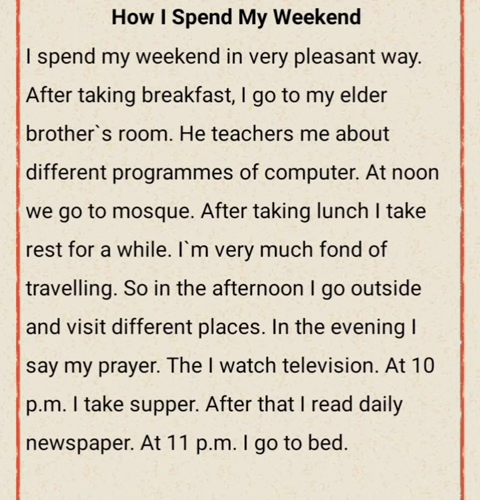 How I Spend My Weekend
I spend my weekend in very pleasant way.
After taking breakfast, I go to my elder
brother`s room. He teachers me about
different programmes of computer. At noon
we go to mosque. After taking lunch I take
rest for a while. I`m very much fond of
travelling. So in the afternoon I go outside
and visit different places. In the evening I
say my prayer. The I watch television. At 10
p.m. I take supper. After that I read daily
newspaper. At 11 p.m. I go to bed.